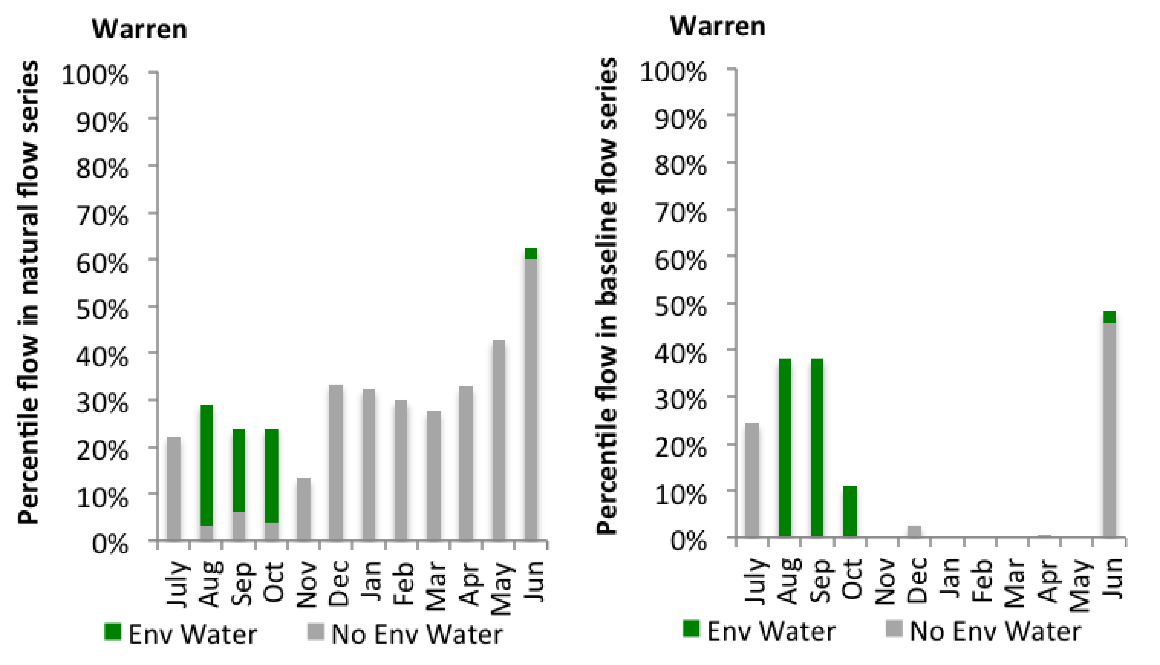 Warren
Percentile flow in natural flow series
100%
90%
80%
70%
60%
50%
40%
30%
20%
10%
0%
July
Aug
Sep
Oct
Nov
Dec
Jan
Feb
Mar
Apr
May
Jun
Env Water
No Env Water
Warren
Percentile flow in baseline flow series
100%
90%
80%
70%
60%
50%
40%
30%
20%
10%
0%
July
Aug
Sep
Oct
Nov
Dec
Jan
Feb
Mar
Apr
May
Jun
Env Water
No Env Water